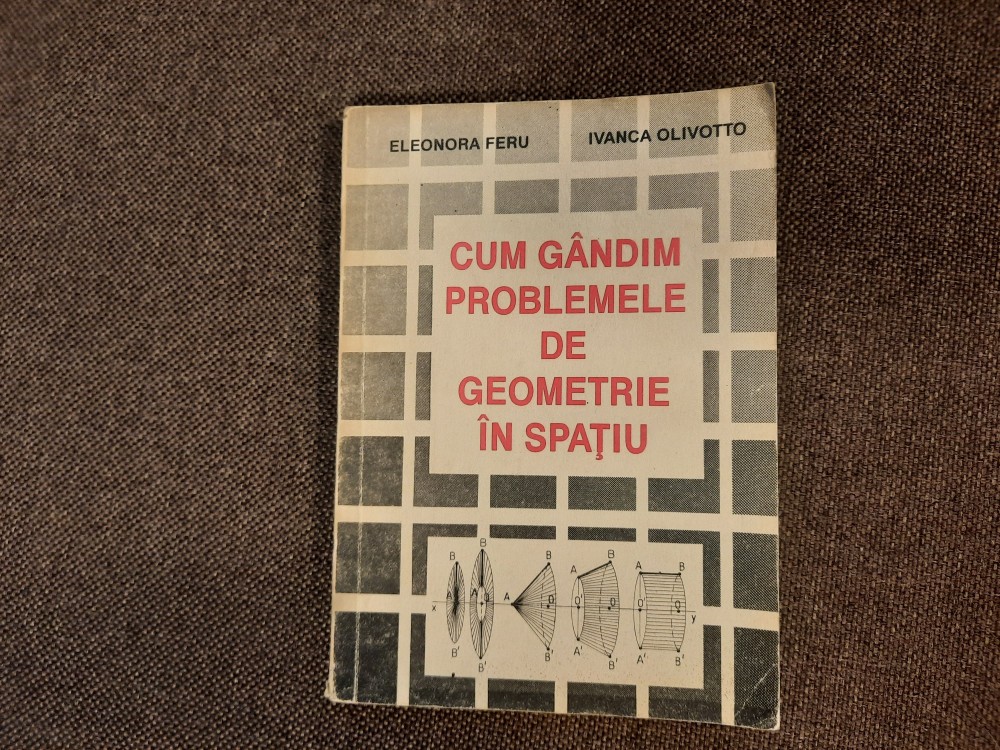 ELEONORA FERU IVANCA OLIVOTTO
CUM GÂNDIM
PROBLEMELE
DE
GEOMETRIE
ÎN SPAŢIU
B B A B A B A B
x A A O D O' O O' O y
B' B' B' A' B' A' B'